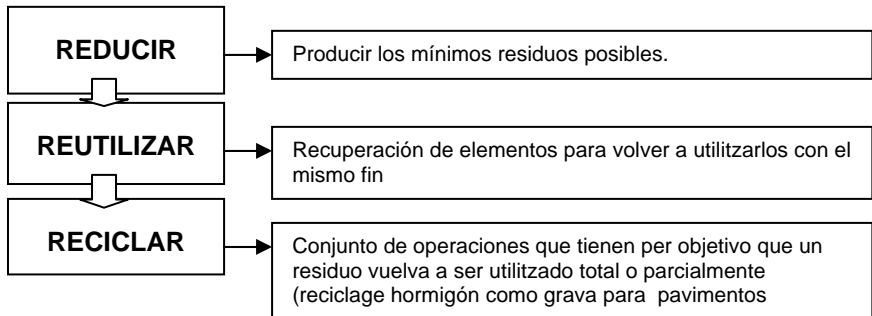 REDUCIR
Producir los mínimos residuos posibles.
REUTILIZAR
Recuperación de elementos para volver a utilitzarlos con el
mismo fin
RECICLAR
Conjunto de operaciones que tienen per objetivo que un
residuo vuelva a ser utilitzado total o parcialmente
(reciclage hormigón como grava para pavimentos